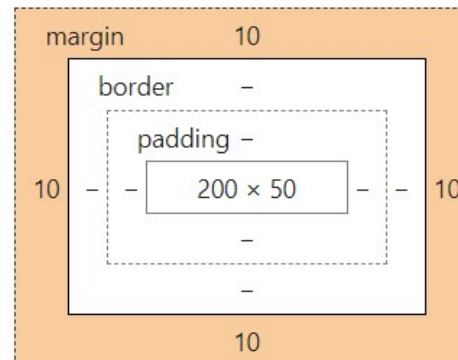 margin 10
border –
padding –
10 – – 200 × 50 – – 10
–
–
10